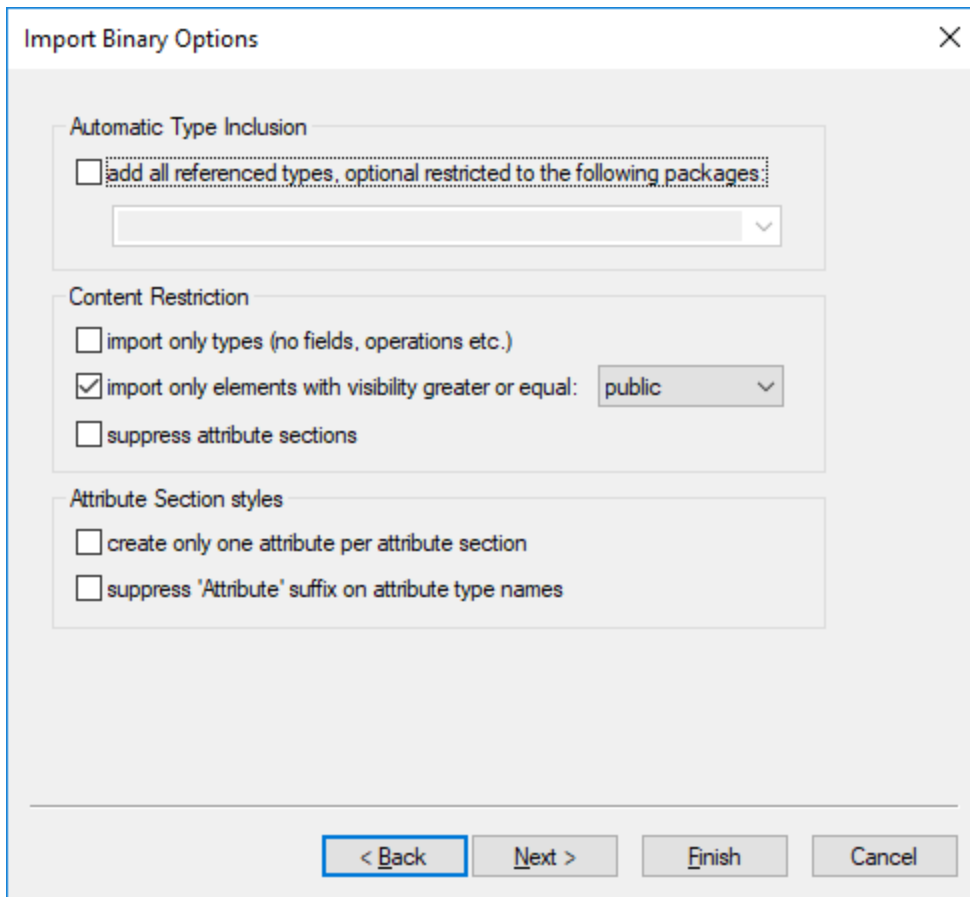 Import Binary Options
Automatic Type Inclusion
add all referenced types, optional restricted to the following packages:
Content Restriction
import only types (no fields, operations etc.)
import only elements with visibility greater or equal: public
suppress attribute sections
Attribute Section styles
create only one attribute per attribute section
suppress 'Attribute' suffix on attribute type names
< Back Next > Finish Cancel